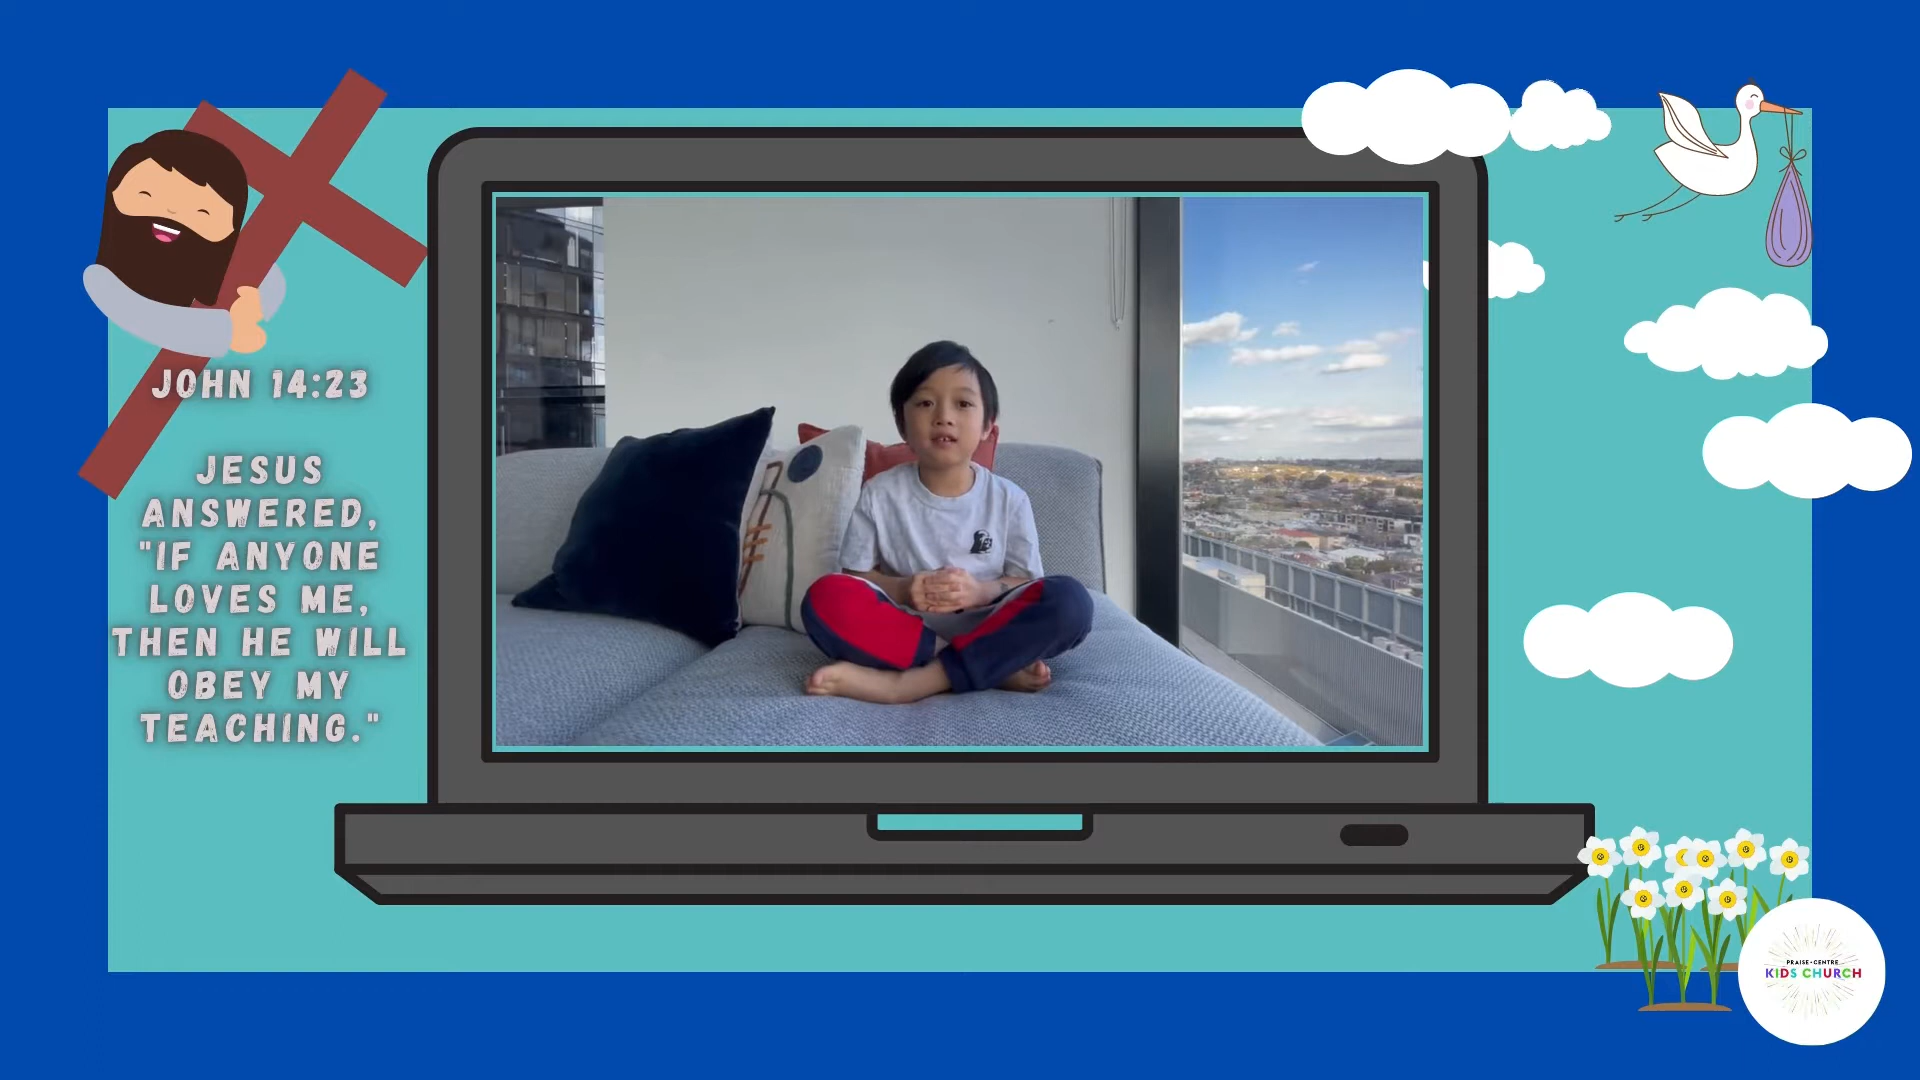 JOHN 14:23
JESUS
ANSWERED,
"IF ANYONE
LOVES ME,
THEN HE WILL
OBEY MY
TEACHING."
PRAISE·CENTRE
KIDS CHURCH